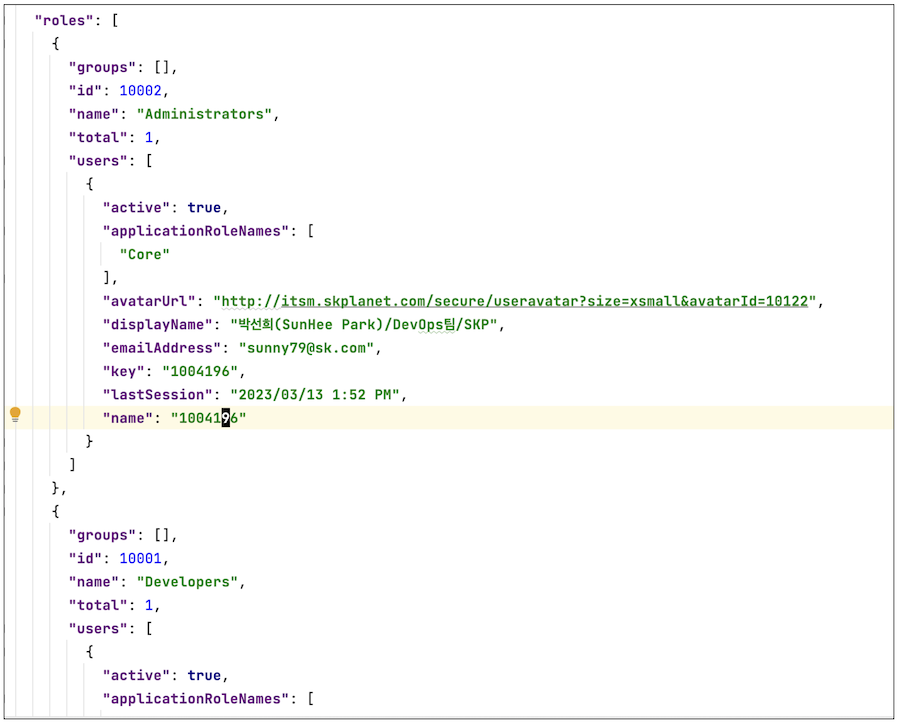 "roles": [
{
"groups": [],
"id": 10002,
"name": "Administrators",
"total": 1,
"users": [
{
"active": true,
"applicationRoleNames": [
"Core"
],
"avatarUrl": "http://itsm.skplanet.com/secure/useravatar?size=xsmall&avatarId=10122",
"displayName": "박선희(SunHee Park)/DevOps팀/SKP",
"emailAddress": "sunny79@sk.com",
"key": "1004196",
"lastSession": "2023/03/13 1:52 PM",
"name": "1004196"
}
]
},
{
"groups": [],
"id": 10001,
"name": "Developers",
"total": 1,
"users": [
{
"active": true,
"applicationRoleNames": [